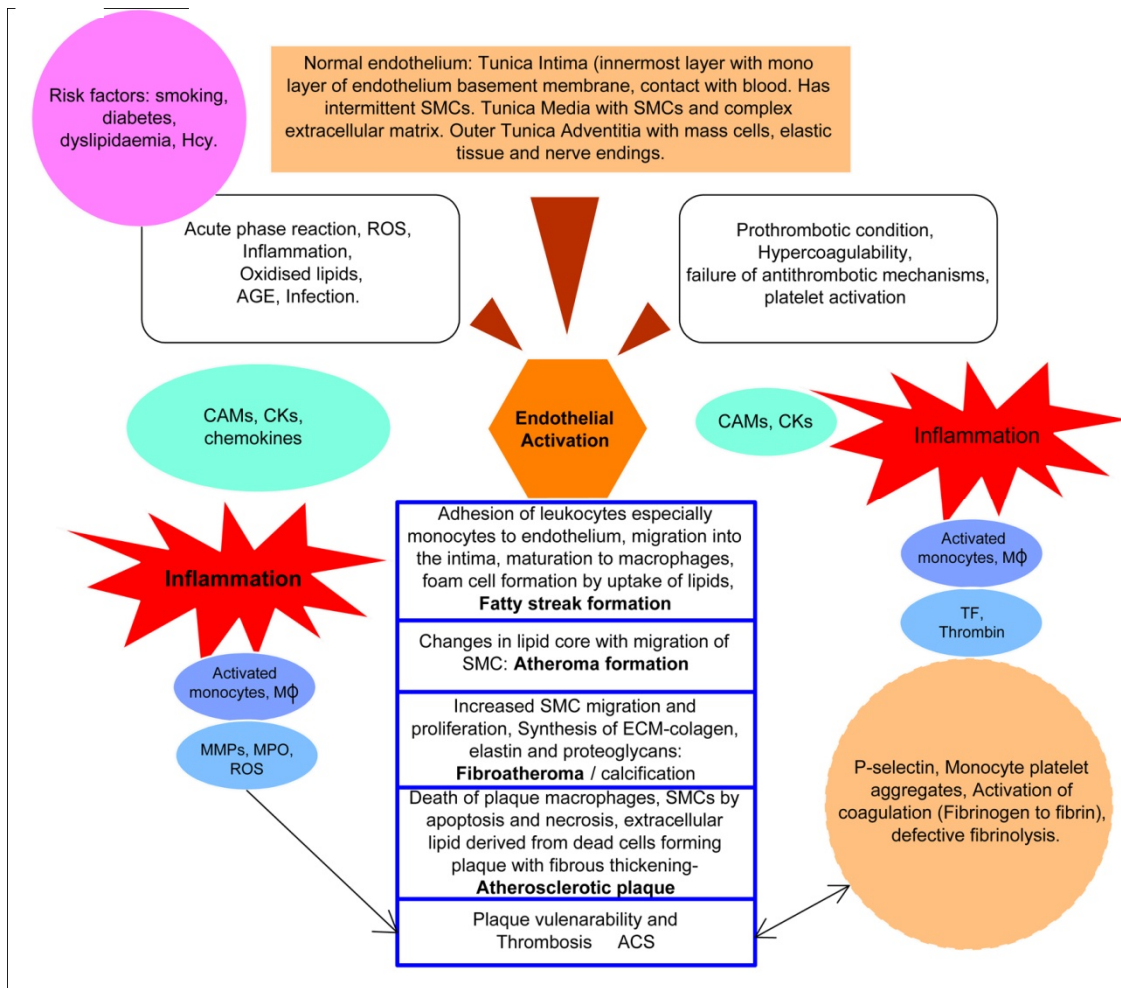 Risk factors: smoking,
diabetes,
dyslipidaemia, Hcy.
Normal endothelium: Tunica Intima (innermost layer with mono
layer of endothelium basement membrane, contact with blood. Has
intermittent SMCs. Tunica Media with SMCs and complex
extracellular matrix. Outer Tunica Adventitia with mass cells, elastic
tissue and nerve endings.
Acute phase reaction, ROS,
Inflammation,
Oxidised lipids,
AGE, Infection.
Prothrombotic condition,
Hypercoagulability,
failure of antithrombotic mechanisms,
platelet activation
Endothelial
Activation
CAMs, CKs,
chemokines
Inflammation
Activated
monocytes, Mϕ
MMPs, MPO,
ROS
Adhesion of leukocytes especially
monocytes to endothelium, migration into
the intima, maturation to macrophages,
foam cell formation by uptake of lipids,
Fatty streak formation
Changes in lipid core with migration of
SMC: Atheroma formation
Increased SMC migration and
proliferation, Synthesis of ECM-colagen,
elastin and proteoglycans:
Fibroatheroma / calcification
Death of plaque macrophages, SMCs by
apoptosis and necrosis, extracellular
lipid derived from dead cells forming
plaque with fibrous thickening-
Atherosclerotic plaque
Plaque vulenarability and
Thrombosis ACS
CAMs, CKs
Inflammation
Activated
monocytes, Mϕ
TF,
Thrombin
P-selectin, Monocyte platelet
aggregates, Activation of
coagulation (Fibrinogen to fibrin),
defective fibrinolysis.